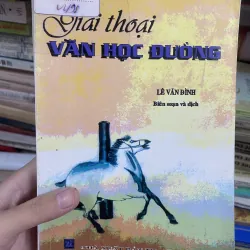 Giai thoại
VĂN HỌC ĐƯỜNG
LÊ VĂN ĐÌNH
Biên soạn và dịch